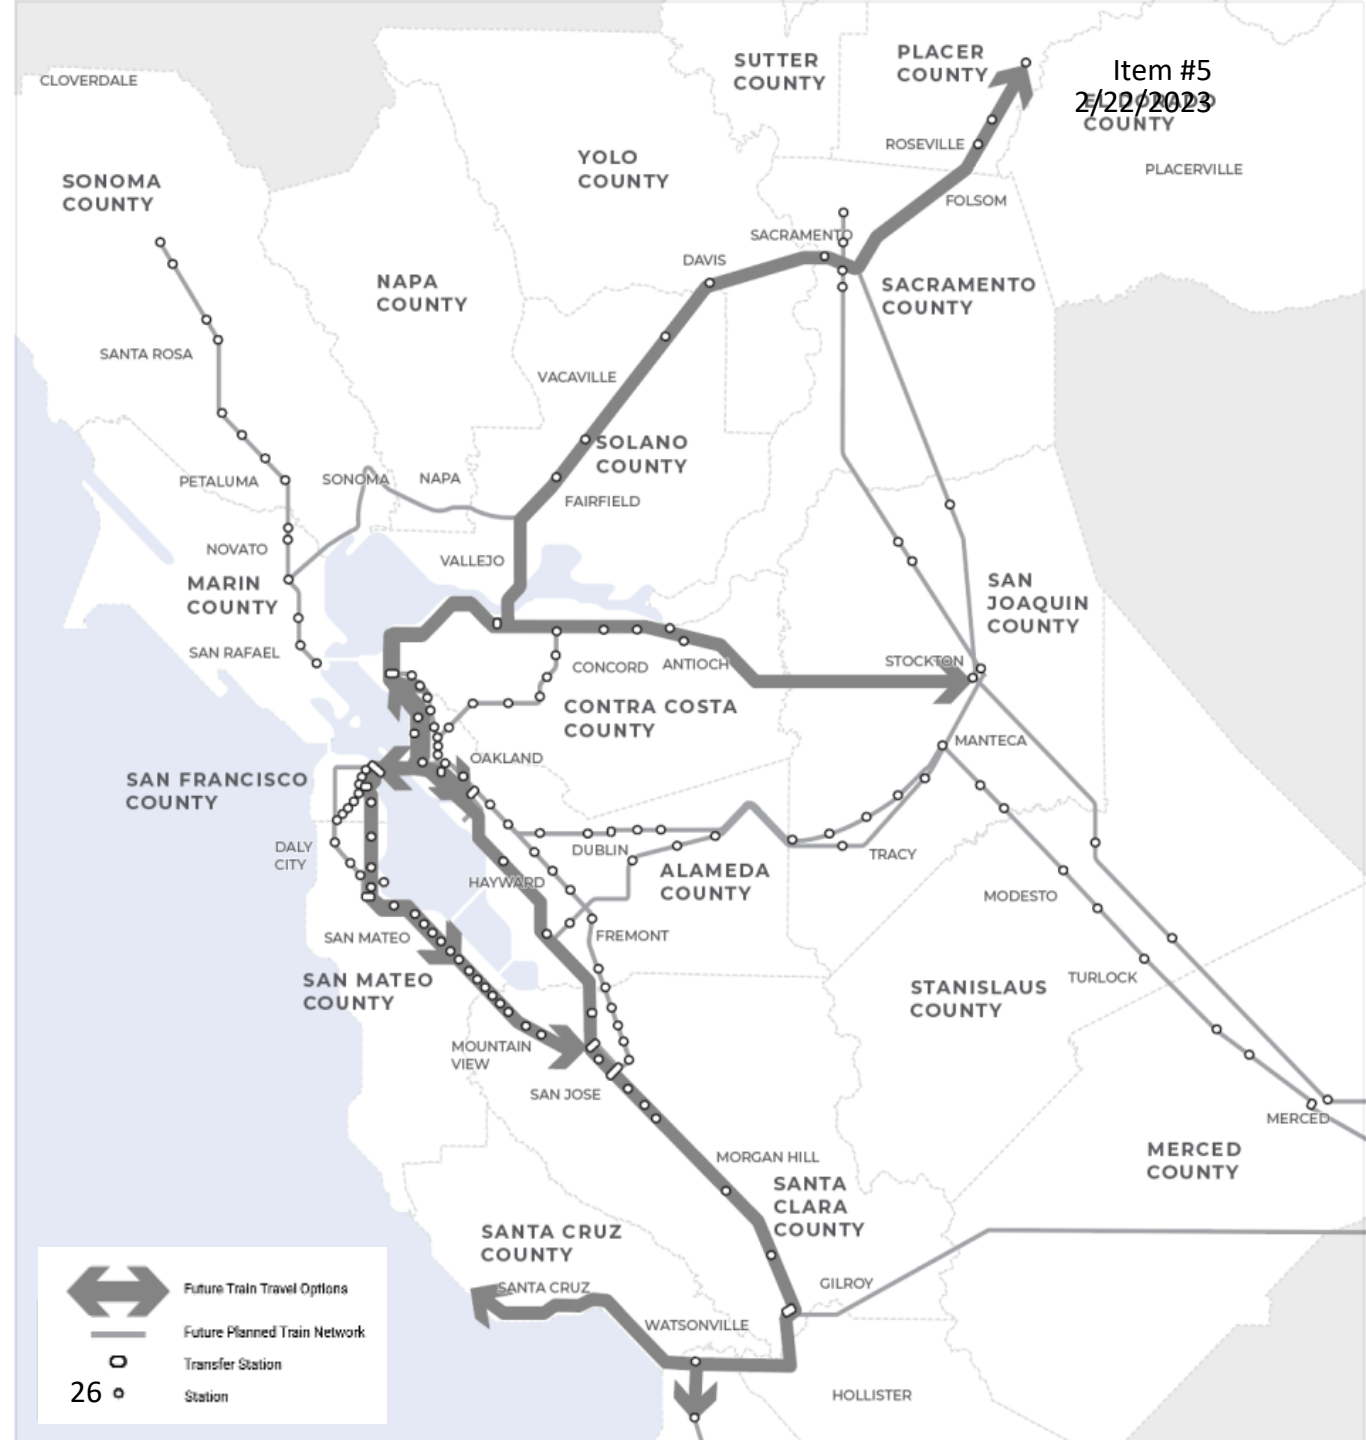 CLOVERDALE
SUTTER
COUNTY
PLACER
COUNTY
Item #5
2/22/2023
EL DORADO
COUNTY
ROSEVILLE
PLACERVILLE
YOLO
COUNTY
SONOMA
COUNTY
FOLSOM
SACRAMENTO
DAVIS
NAPA
COUNTY
SACRAMENTO
COUNTY
SANTA ROSA
VACAVILLE
SOLANO
COUNTY
PETALUMA
SONOMA
NAPA
FAIRFIELD
NOVATO
VALLEJO
MARIN
COUNTY
SAN
JOAQUIN
COUNTY
SAN RAFAEL
CONCORD
ANTIOCH
STOCKTON
CONTRA COSTA
COUNTY
OAKLAND
MANTECA
SAN FRANCISCO
COUNTY
DALY
CITY
DUBLIN
TRACY
HAYWARD
ALAMEDA
COUNTY
MODESTO
SAN MATEO
FREMONT
SAN MATEO
COUNTY
TURLOCK
STANISLAUS
COUNTY
MOUNTAIN
VIEW
SAN JOSE
MERCED
MERCED
COUNTY
MORGAN HILL
SANTA
CLARA
COUNTY
SANTA CRUZ
COUNTY
SANTA CRUZ
GILROY
WATSONVILLE
HOLLISTER
Future Train Travel Options
Future Planned Train Network
Transfer Station
Station
26